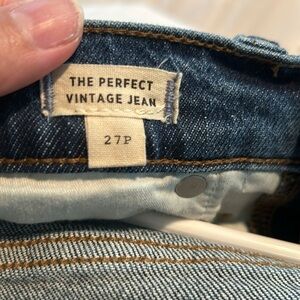 THE PERFECT
VINTAGE JEAN
27P